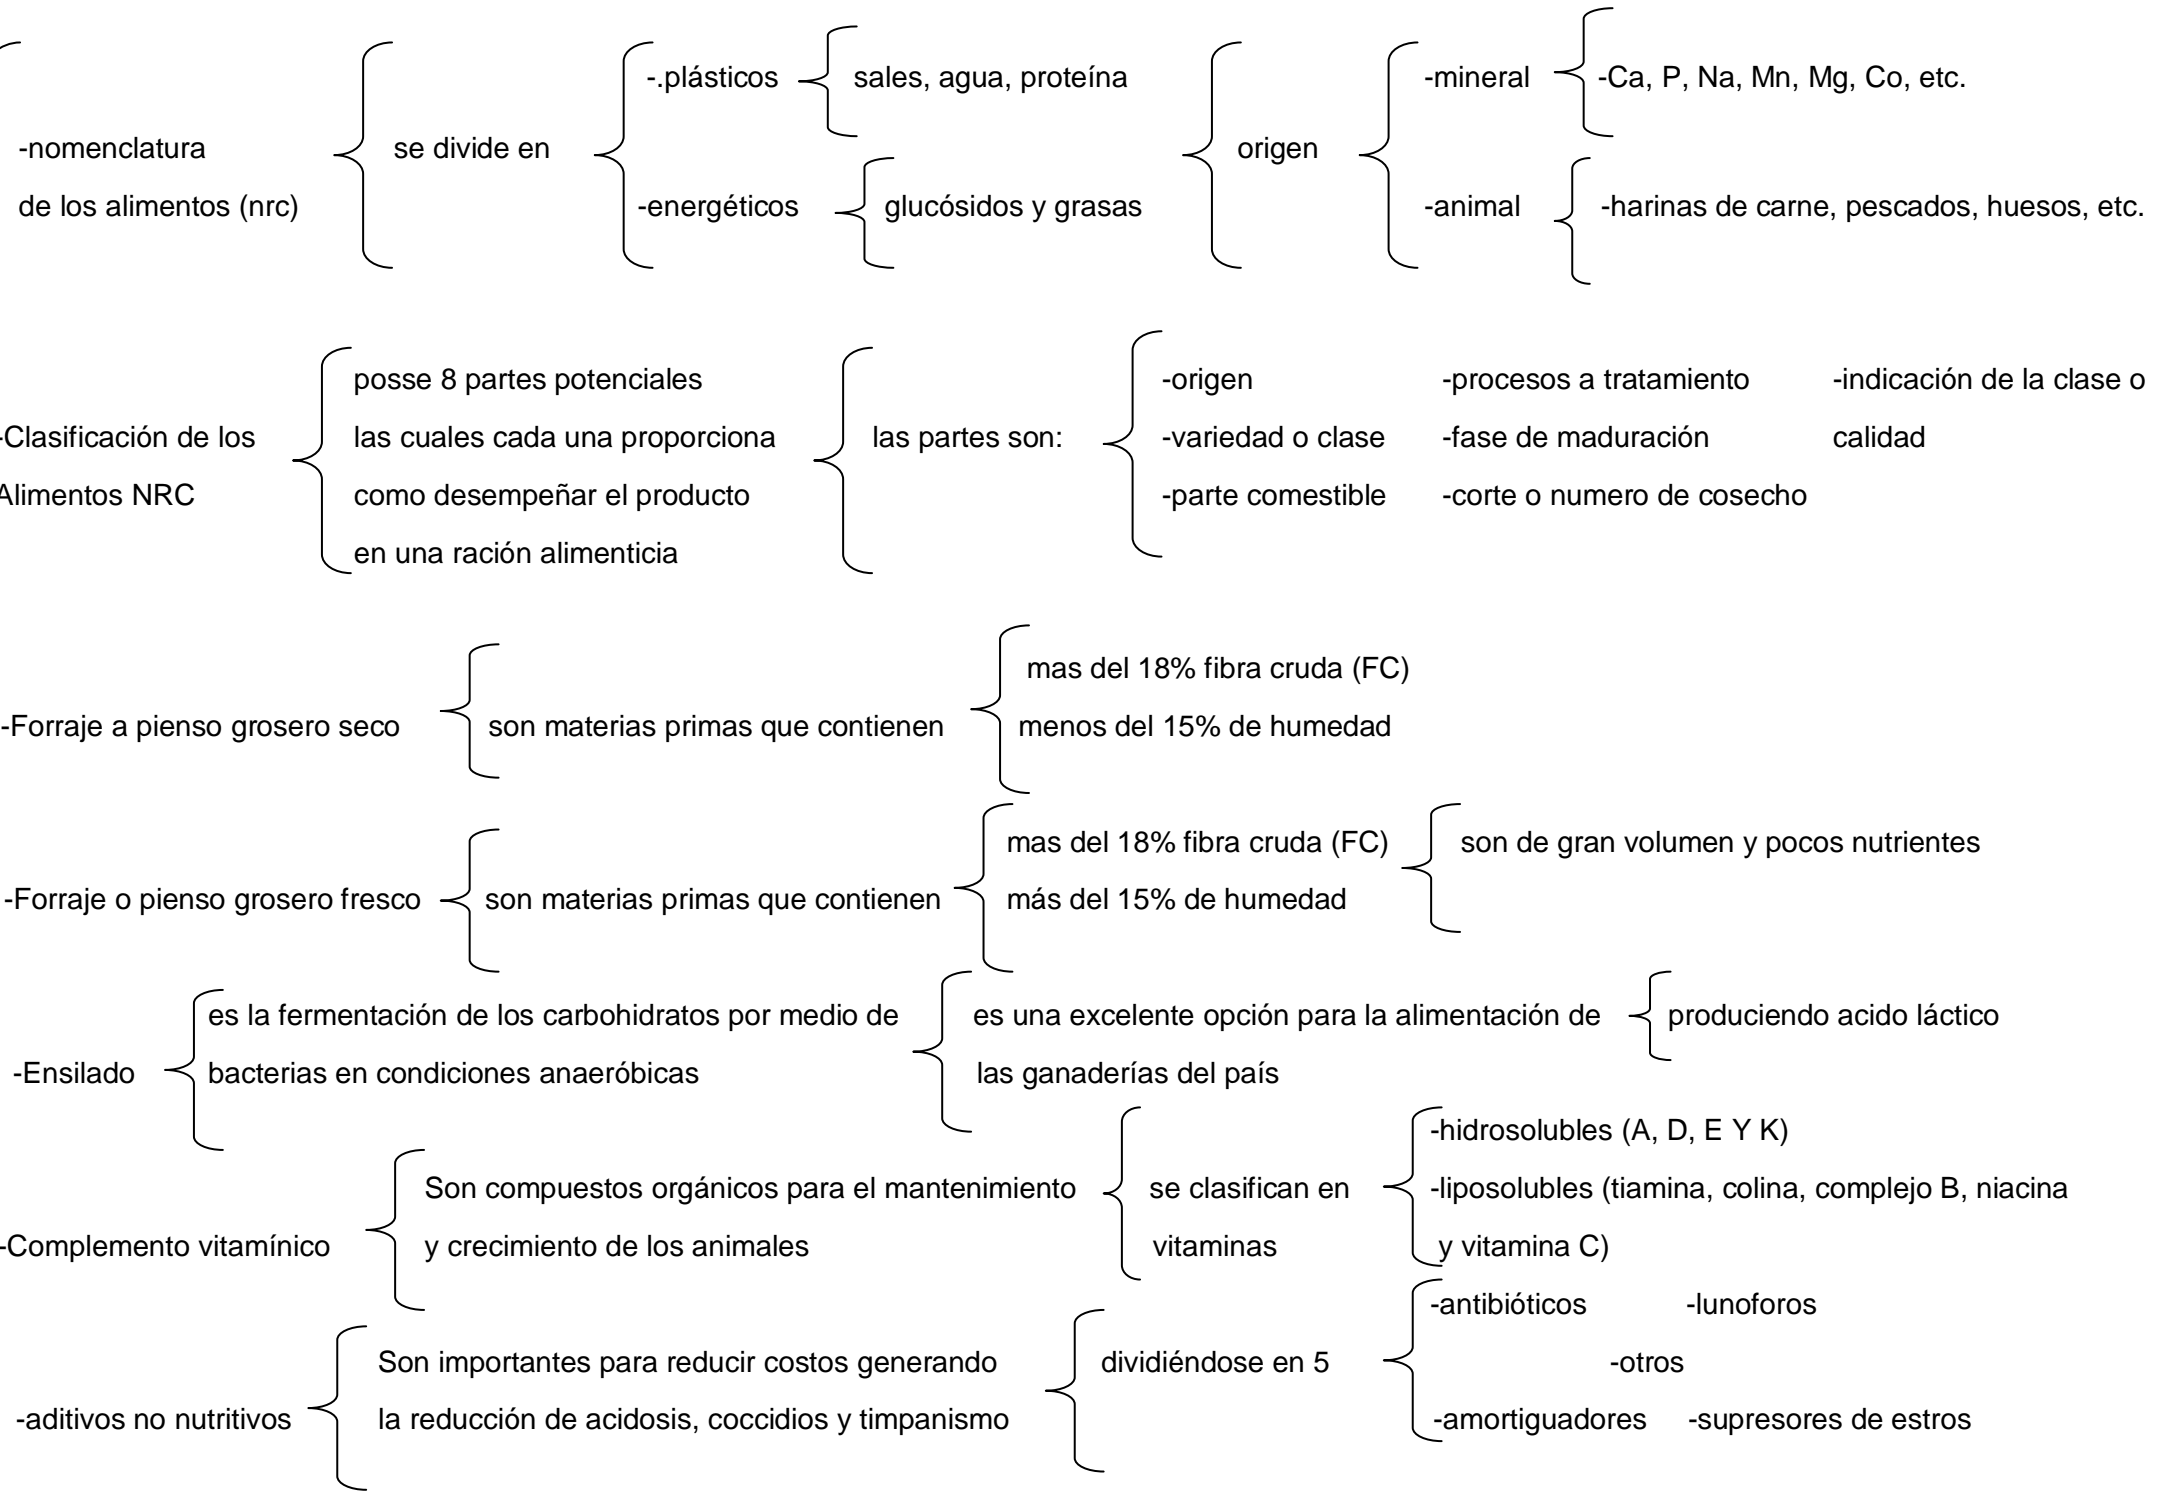 -.plásticos sales, agua, proteína -mineral -Ca, P, Na, Mn, Mg, Co, etc.
-nomenclatura se divide en origen
de los alimentos (nrc) -energéticos glucósidos y grasas -animal -harinas de carne, pescados, huesos, etc.
posse 8 partes potenciales -origen -procesos a tratamiento -indicación de la clase o
-Clasificación de los las cuales cada una proporciona las partes son: -variedad o clase -fase de maduración calidad
Alimentos NRC como desempeñar el producto -parte comestible -corte o numero de cosecho
en una ración alimenticia
mas del 18% fibra cruda (FC)
-Forraje a pienso grosero seco son materias primas que contienen menos del 15% de humedad
mas del 18% fibra cruda (FC) son de gran volumen y pocos nutrientes
-Forraje o pienso grosero fresco son materias primas que contienen más del 15% de humedad
es la fermentación de los carbohidratos por medio de es una excelente opción para la alimentación de produciendo acido láctico
-Ensilado bacterias en condiciones anaeróbicas las ganaderías del país
-hidrosolubles (A, D, E Y K)
Son compuestos orgánicos para el mantenimiento se clasifican en -liposolubles (tiamina, colina, complejo B, niacina
-Complemento vitamínico y crecimiento de los animales vitaminas y vitamina C)
-antibióticos -lunoforos
Son importantes para reducir costos generando dividiéndose en 5 -otros
-aditivos no nutritivos la reducción de acidosis, coccidios y timpanismo -amortiguadores -supresores de estros